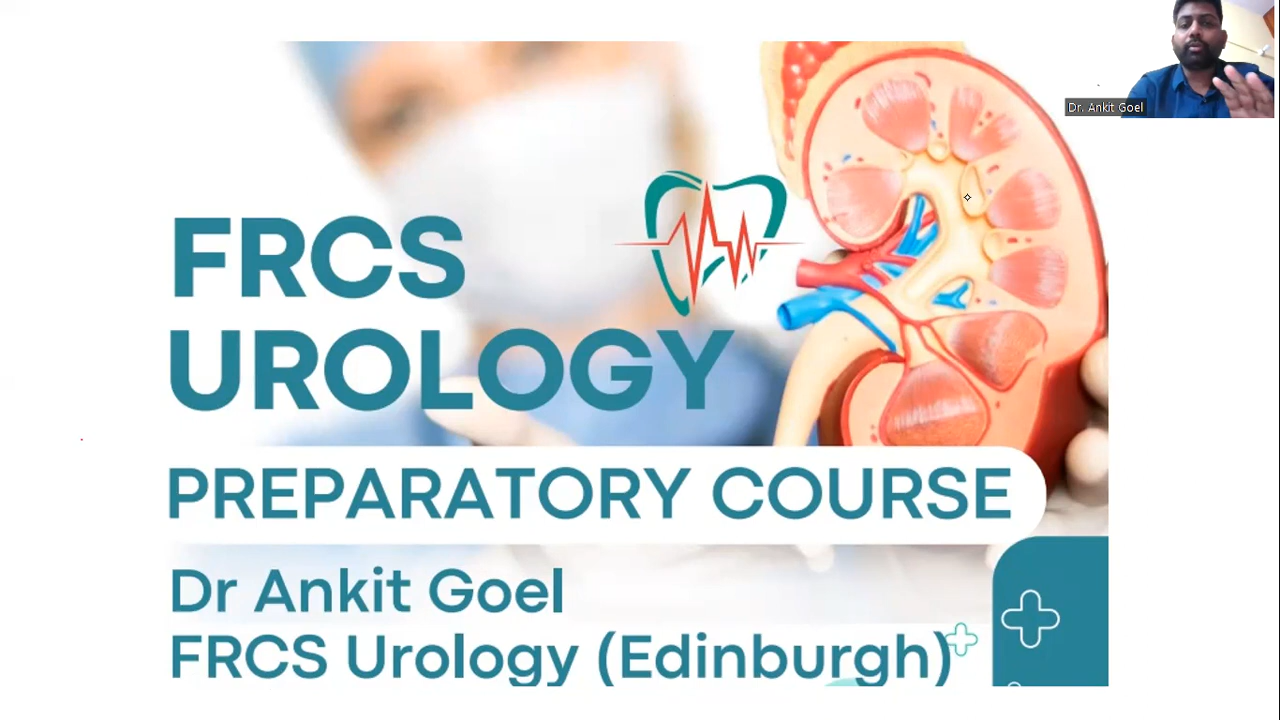 Dr. Ankit Goel
FRCS
UROLOGY
PREPARATORY COURSE
Dr Ankit Goel
FRCS Urology (Edinburgh)